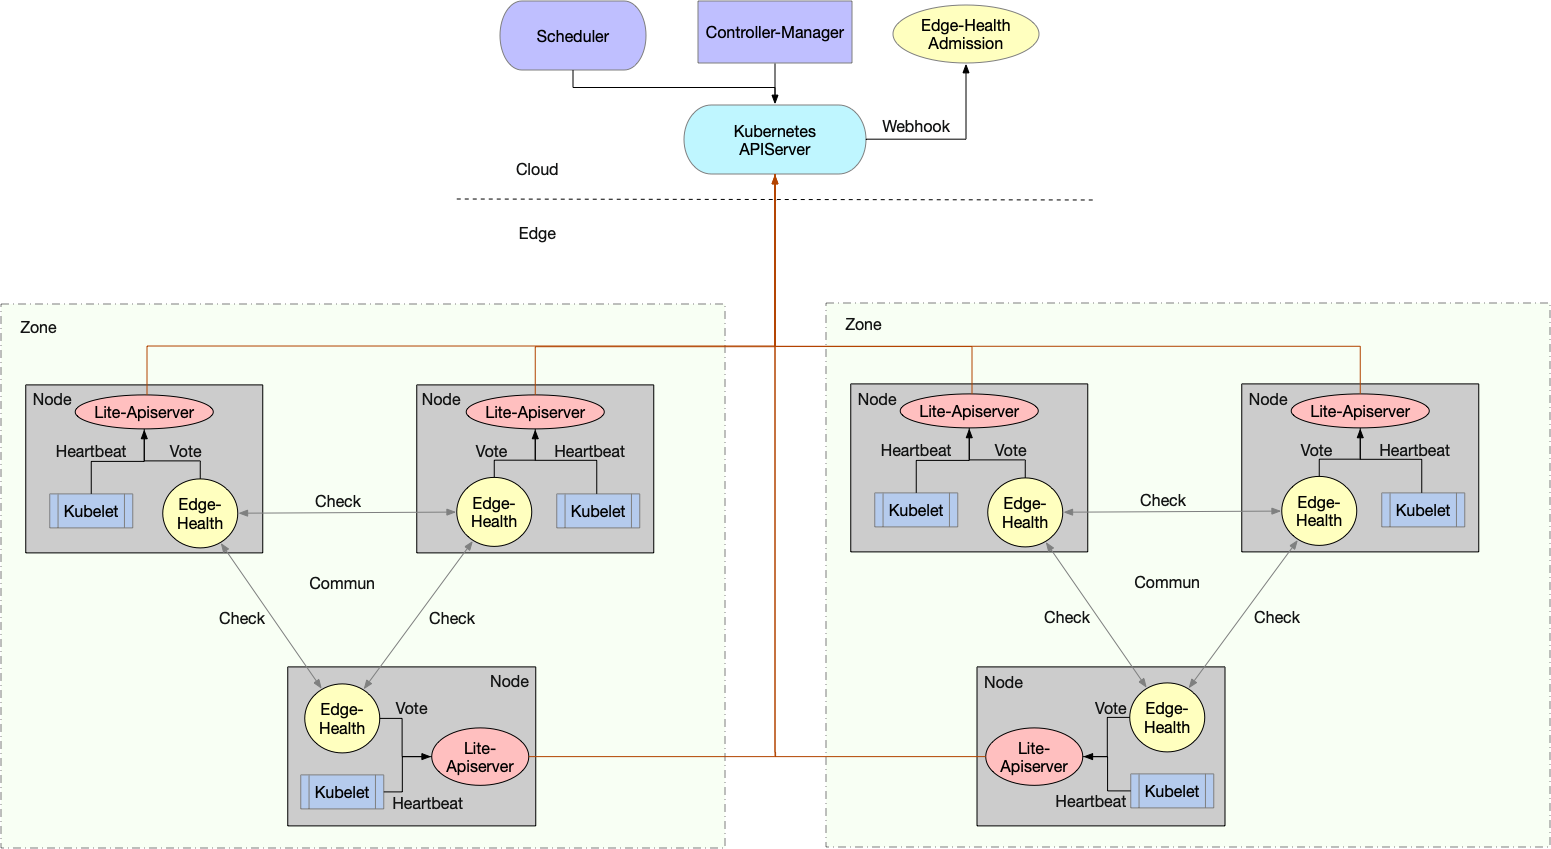 Scheduler
Controller-Manager
Edge-Health
Admission
Kubernetes
APIServer
Webhook
Cloud
Edge
Zone
Node
Lite-Apiserver
Heartbeat
Vote
Kubelet
Edge-
Health
Check
Node
Lite-Apiserver
Vote
Heartbeat
Edge-
Health
Kubelet
Commun
Check
Check
Node
Edge-
Health
Vote
Lite-
Apiserver
Kubelet
Heartbeat
Zone
Node
Lite-Apiserver
Heartbeat
Vote
Kubelet
Edge-
Health
Check
Node
Lite-Apiserver
Vote
Heartbeat
Edge-
Health
Kubelet
Commun
Check
Check
Node
Vote
Edge-
Health
Lite-
Apiserver
Kubelet
Heartbeat